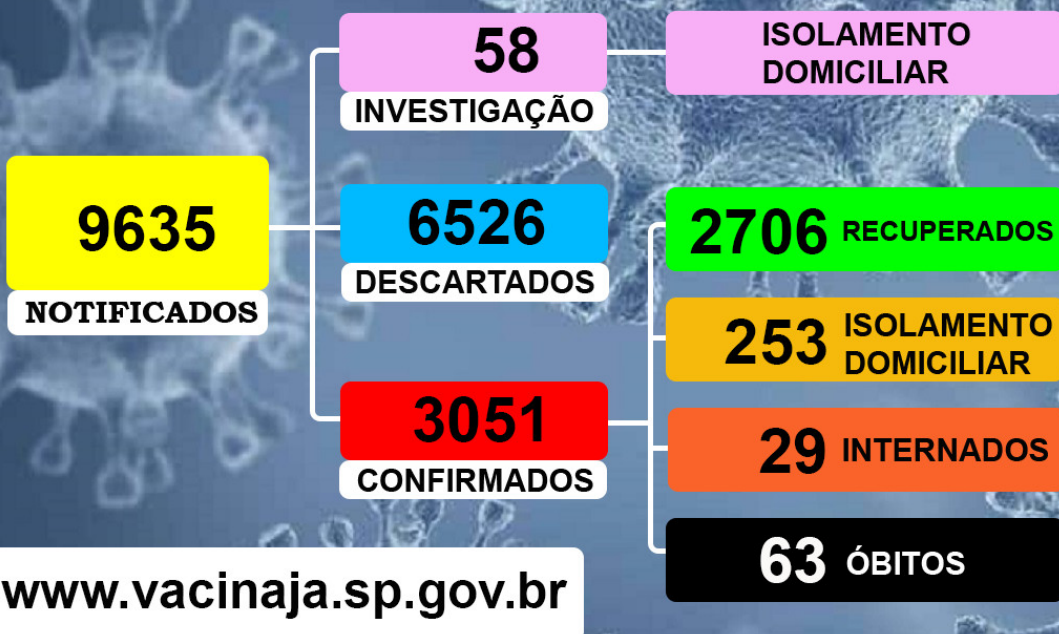 58
INVESTIGAÇÃO
ISOLAMENTO
DOMICILIAR
9635
NOTIFICADOS
6526
DESCARTADOS
3051
CONFIRMADOS
2706 RECUPERADOS
253 ISOLAMENTO
DOMICILIAR
29 INTERNADOS
63 ÓBITOS
www.vacinaja.sp.gov.br